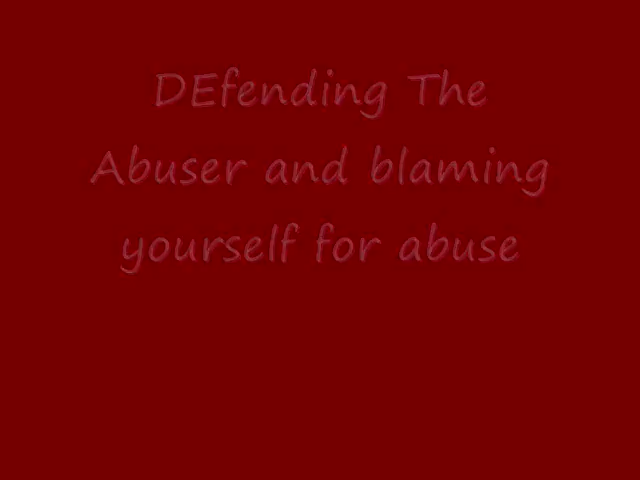 DEfending The
Abuser and blaming
yourself for abuse